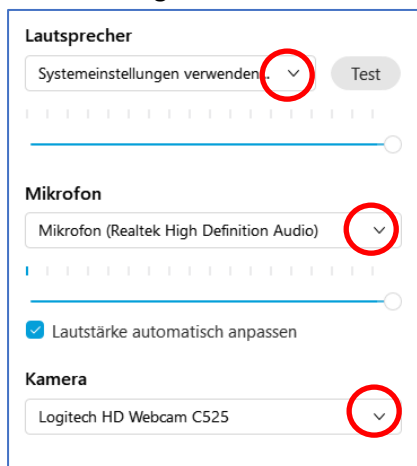 Lautsprecher
Systemeinstellungen verwenden..
Test
Mikrofon
Mikrofon (Realtek High Definition Audio)
Lautstärke automatisch anpassen
Kamera
Logitech HD Webcam C525